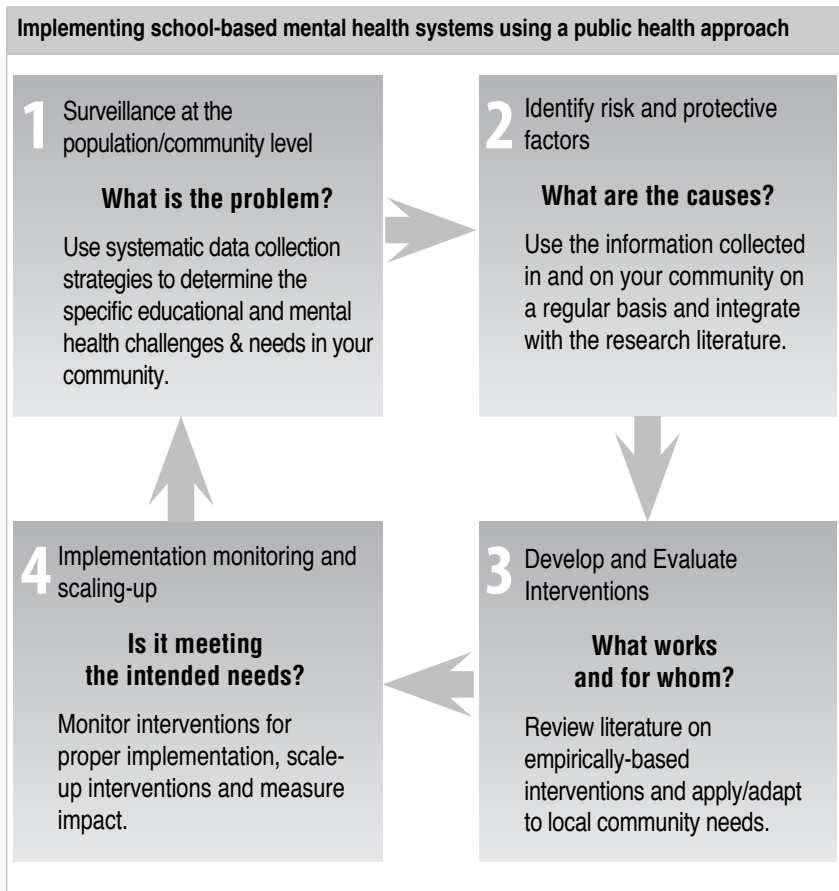 Implementing school-based mental health systems using a public health approach
1 Surveillance at the
population/community level
What is the problem?
Use systematic data collection
strategies to determine the
specific educational and mental
health challenges & needs in your
community.
2 Identify risk and protective
factors
What are the causes?
Use the information collected
in and on your community on
a regular basis and integrate
with the research literature.
3 Develop and Evaluate
Interventions
What works
and for whom?
Review literature on
empirically-based
interventions and apply/adapt
to local community needs.
4 Implementation monitoring and
scaling-up
Is it meeting
the intended needs?
Monitor interventions for
proper implementation, scale-
up interventions and measure
impact.